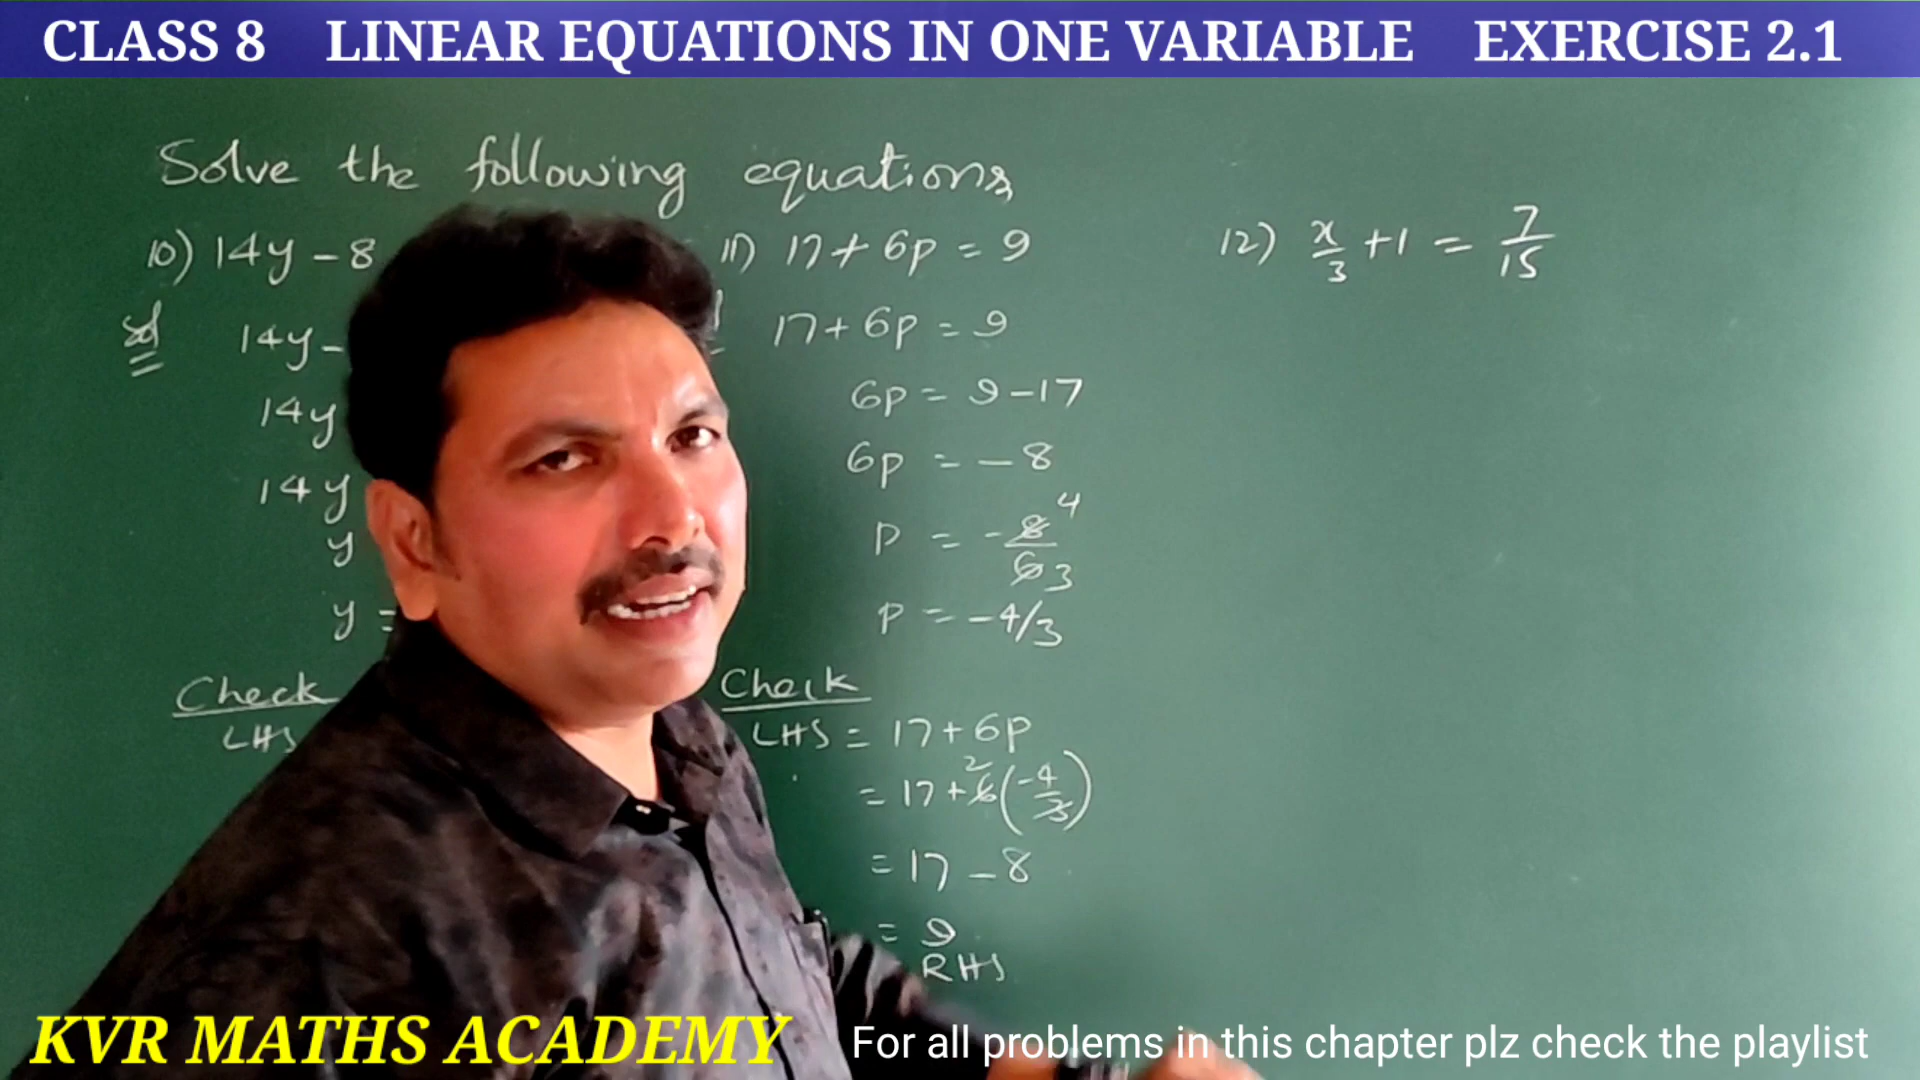 CLASS 8 LINEAR EQUATIONS IN ONE VARIABLE EXERCISE 2.1
Solve the following equations
10) 14y - 8
14y -
14y
14y
y
y =
Check
LHS
11) 17 + 6p = 9
17 + 6p = 9
6p = 9 - 17
6p = - 8
p = - 8/6 4 3
p = - 4/3
Check
LHS = 17 + 6p
= 17 + 6 2 (-4/3)
= 17 - 8
= 9
RHS
12) x/3 + 1 = 7/15
KVR MATHS ACADEMY
For all problems in this chapter plz check the playlist